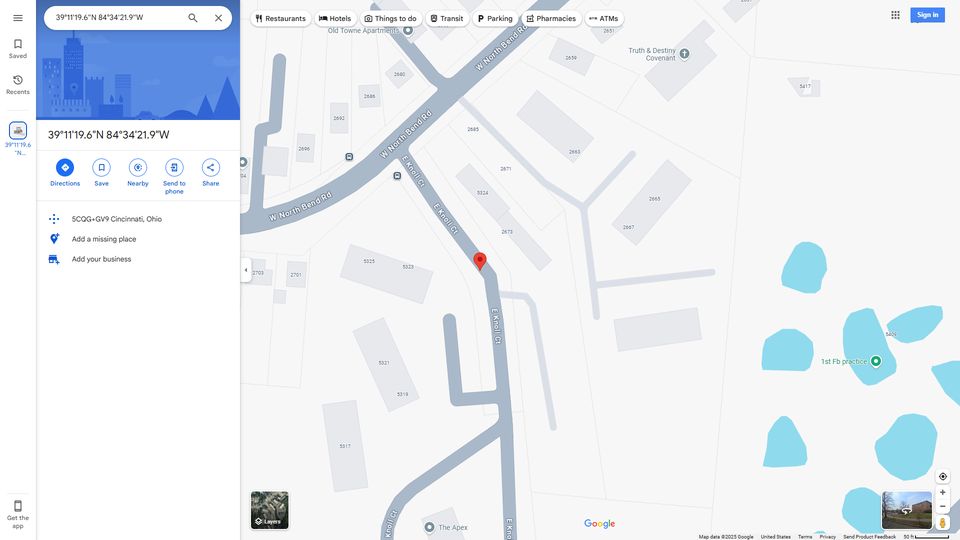 39°11'19.6"N 84°34'21.9"W
Restaurants
Hotels
Things to do
Transit
Parking
Pharmacies
ATMs
Sign in
Saved
Recents
39°11'19.6
"N...
Get the
app
39°11'19.6"N 84°34'21.9"W
Directions
Save
Nearby
Send to
phone
Share
5CQG+GV9 Cincinnati, Ohio
Add a missing place
Add your business
Old Towne Apartments
W North Bend Rd
2651
Truth & Destiny
Covenant
2659
2680
2686
5417
2692
2685
W North Bend Rd
2696
2663
2704
E Knoll Ct
2671
5324
2665
W North Bend Rd
E Knoll Ct
2673
2667
5325
5323
2703
2701
E Knoll Ct
5409
5321
1st Fb practice
5319
5317
Knoll Ct
The Apex
E Knoll
Layers
Google
Map data ©2025 Google
United States
Terms
Privacy
Send Product Feedback
50 ft